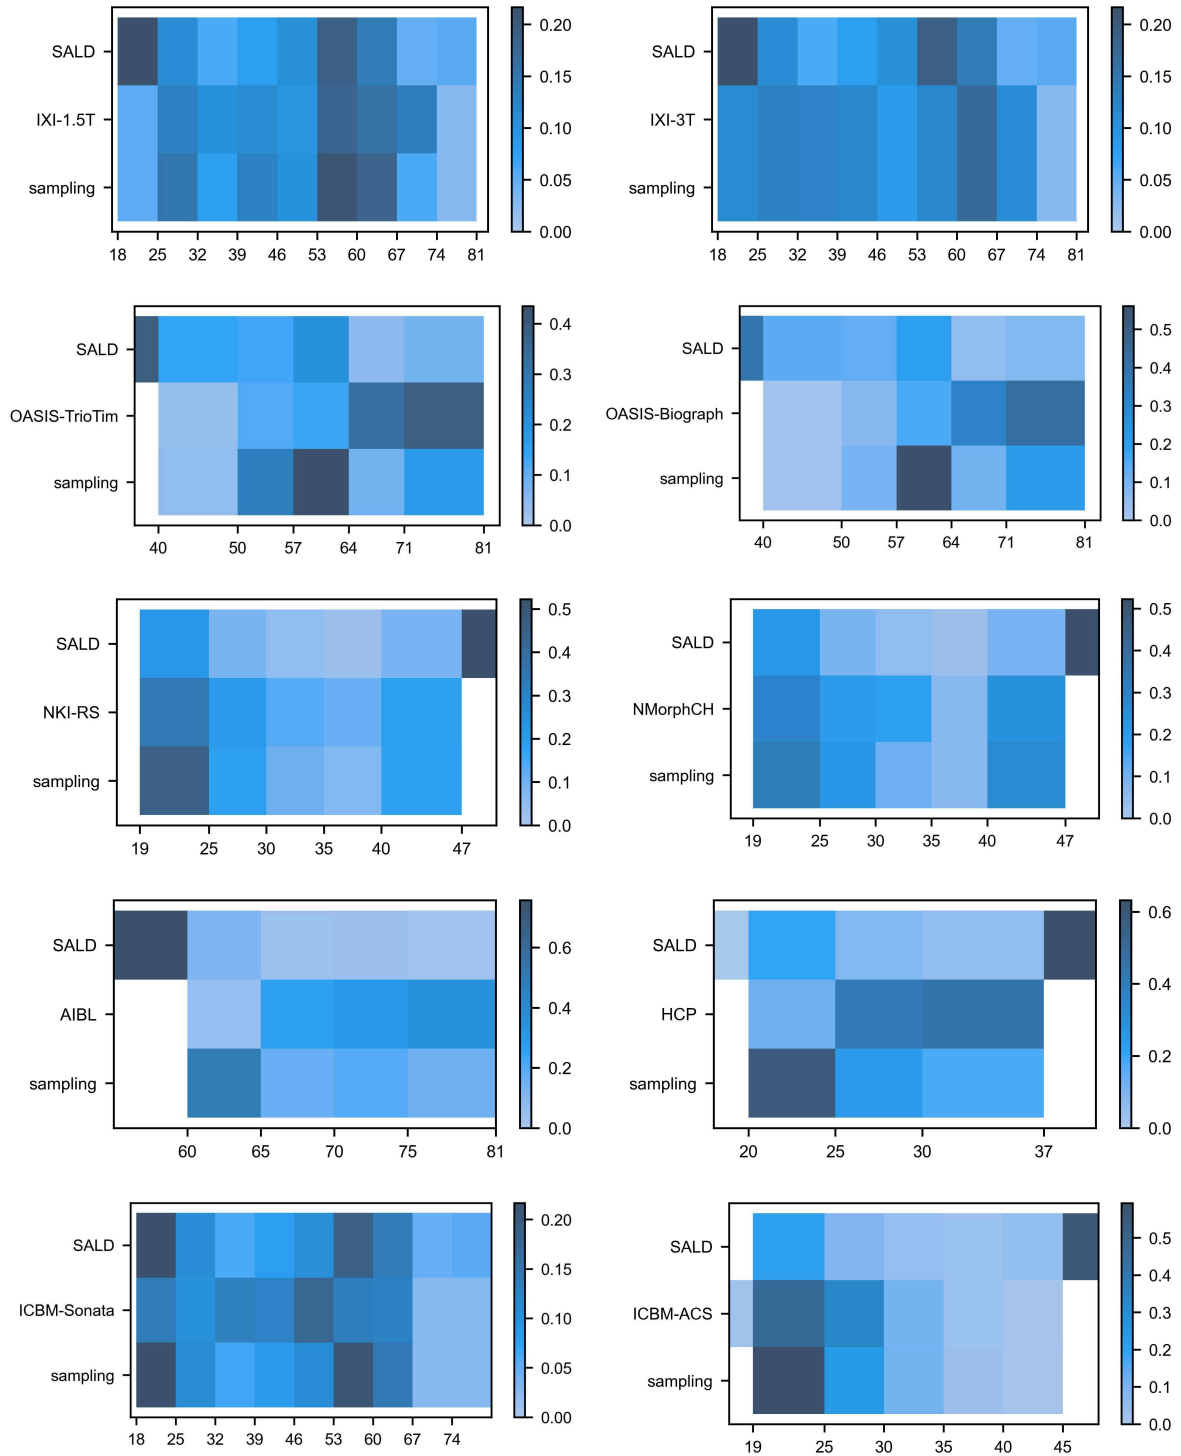 SALD
IXI-1.5T
sampling
18 25 32 39 46 53 60 67 74 81
0.20
0.15
0.10
0.05
0.00
SALD
IXI-3T
sampling
18 25 32 39 46 53 60 67 74 81
0.20
0.15
0.10
0.05
0.00
SALD
OASIS-TrioTim
sampling
40 50 57 64 71 81
0.4
0.3
0.2
0.1
0.0
SALD
OASIS-Biograph
sampling
40 50 57 64 71 81
0.5
0.4
0.3
0.2
0.1
0.0
SALD
NKI-RS
sampling
19 25 30 35 40 47
0.5
0.4
0.3
0.2
0.1
0.0
SALD
NMorphCH
sampling
19 25 30 35 40 47
0.5
0.4
0.3
0.2
0.1
0.0
SALD
AIBL
sampling
60 65 70 75 81
0.6
0.4
0.2
0.0
SALD
HCP
sampling
20 25 30 37
0.6
0.4
0.2
0.0
SALD
ICBM-Sonata
sampling
18 25 32 39 46 53 60 67 74
0.20
0.15
0.10
0.05
0.00
SALD
ICBM-ACS
sampling
19 25 30 35 40 45
0.5
0.4
0.3
0.2
0.1
0.0